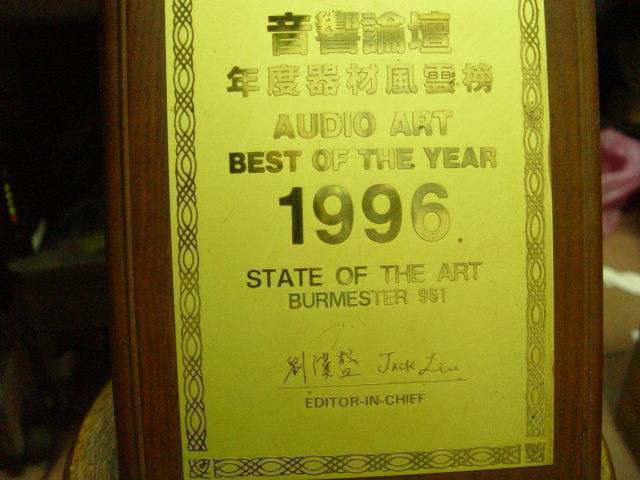 音響論壇
年度器材風雲榜
AUDIO ART
BEST OF THE YEAR
1996.
STATE OF THE ART
BURMESTER 961
劉漢盛 Jack Liu
EDITOR-IN-CHIEF